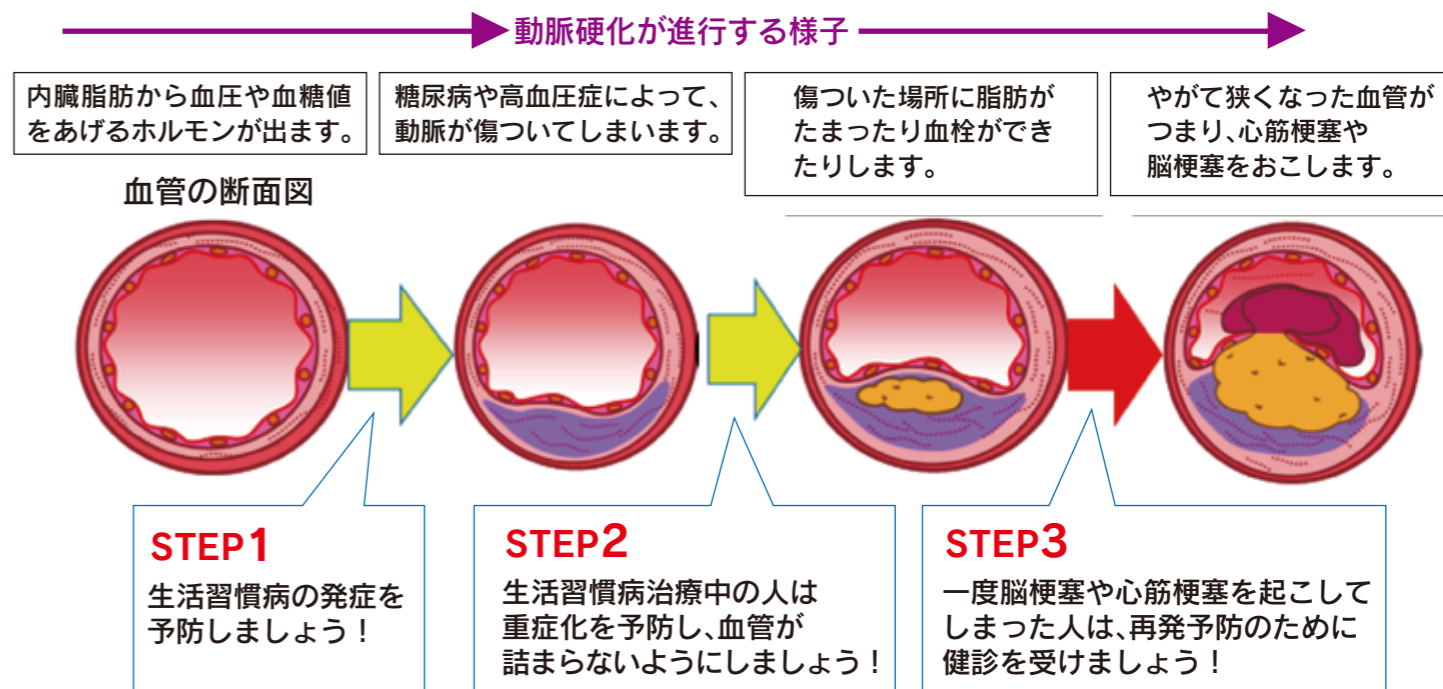 動脈硬化が進行する様子
内臓脂肪から血圧や血糖値
をあげるホルモンが出ます。
糖尿病や高血圧症によって、
動脈が傷ついてしまいます。
傷ついた場所に脂肪が
たまったり血栓ができ
たりします。
やがて狭くなった血管が
つまり、心筋梗塞や
脳梗塞をおこします。
血管の断面図
STEP1
生活習慣病の発症を
予防しましょう！
STEP2
生活習慣病治療中の人は
重症化を予防し、血管が
詰まらないようにしましょう！
STEP3
一度脳梗塞や心筋梗塞を起こして
しまった人は、再発予防のために
健診を受けましょう！